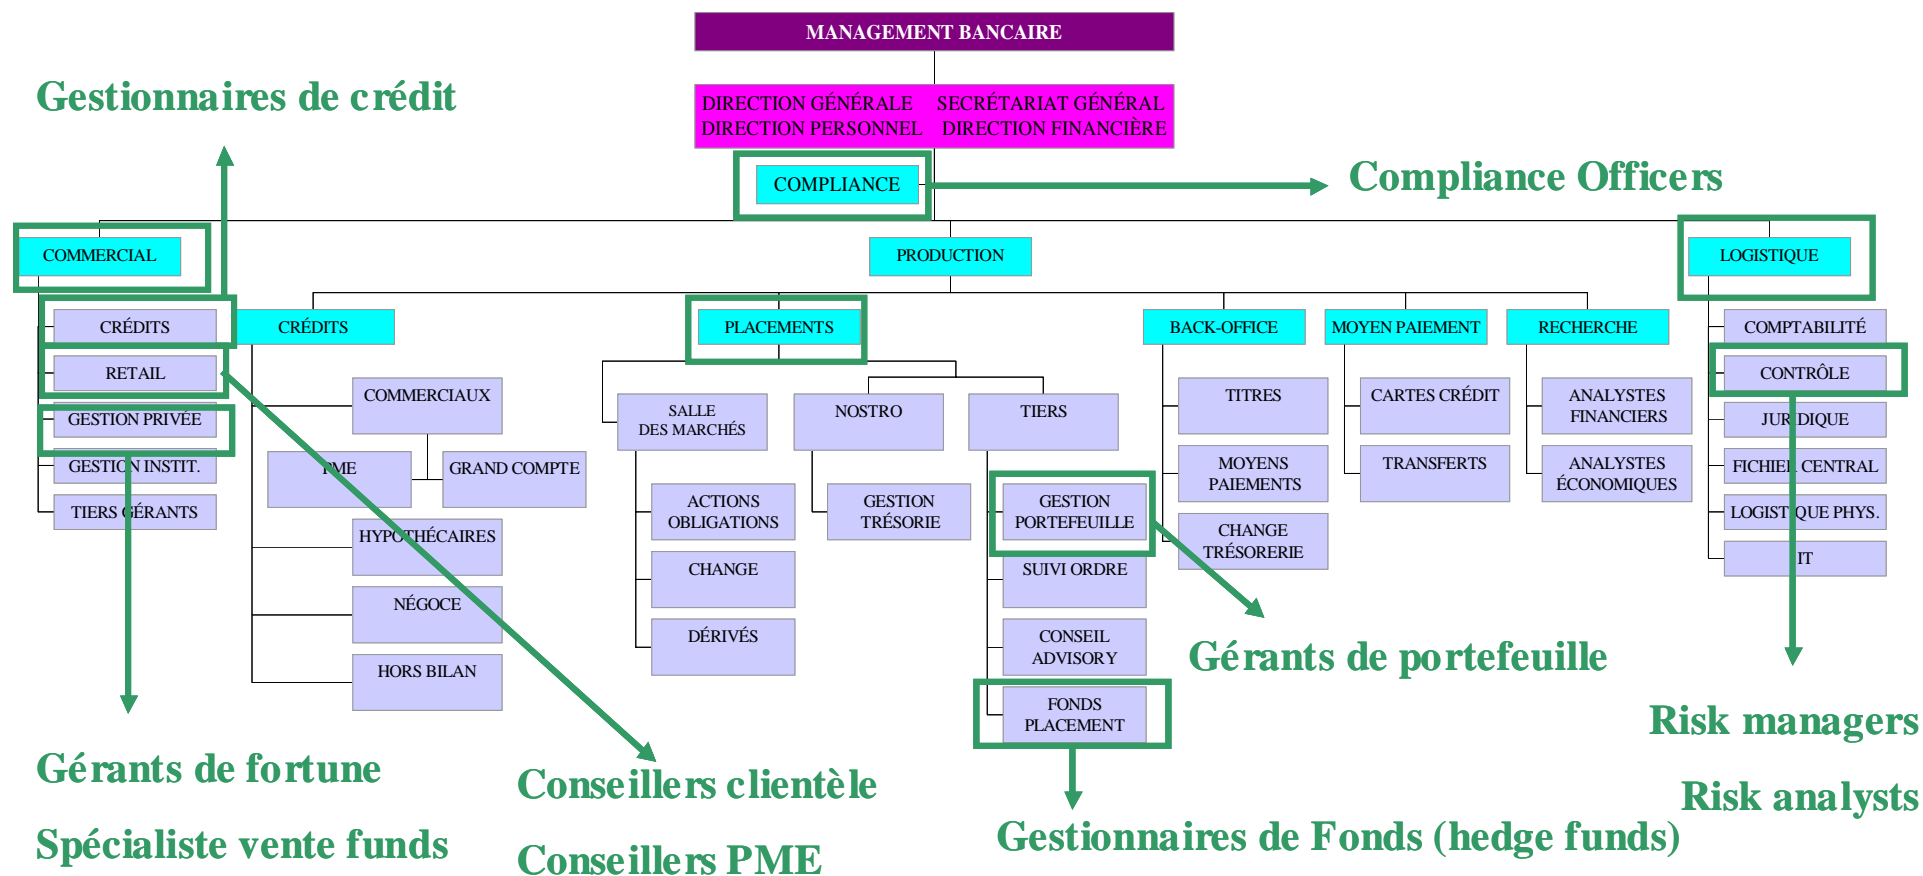 MANAGEMENT BANCAIRE
Gestionnaires de crédit
DIRECTION GÉNÉRALE SECRÉTARIAT GÉNÉRAL
DIRECTION PERSONNEL DIRECTION FINANCIÈRE
COMPLIANCE
Compliance Officers
COMMERCIAL
PRODUCTION
LOGISTIQUE
CRÉDITS
RETAIL
GESTION PRIVÉE
GESTION INSTIT.
TIERS GÉRANTS
CRÉDITS
COMMERCIAUX
PME
GRAND COMPTE
HYPOTHÉCAIRES
NÉGOCE
HORS BILAN
PLACEMENTS
SALLE
DES MARCHÉS
ACTIONS
OBLIGATIONS
CHANGE
DÉRIVÉS
NOSTRO
GESTION
TRÉSORIE
TIERS
GESTION
PORTEFEUILLE
SUIVI ORDRE
CONSEIL
ADVISORY
FONDS
PLACEMENT
BACK-OFFICE
TITRES
MOYENS
PAIEMENTS
CHANGE
TRÉSORERIE
MOYEN PAIEMENT
CARTES CRÉDIT
TRANSFERTS
RECHERCHE
ANALYSTES
FINANCIERS
ANALYSTES
ÉCONOMIQUES
COMPTABILITÉ
CONTRÔLE
JURIDIQUE
FICHIER CENTRAL
LOGISTIQUE PHYS.
IT
Gérants de portefeuille
Risk managers
Risk analysts
Gérants de fortune
Spécialiste vente funds
Conseillers clientèle
Conseillers PME
Gestionnaires de Fonds (hedge funds)